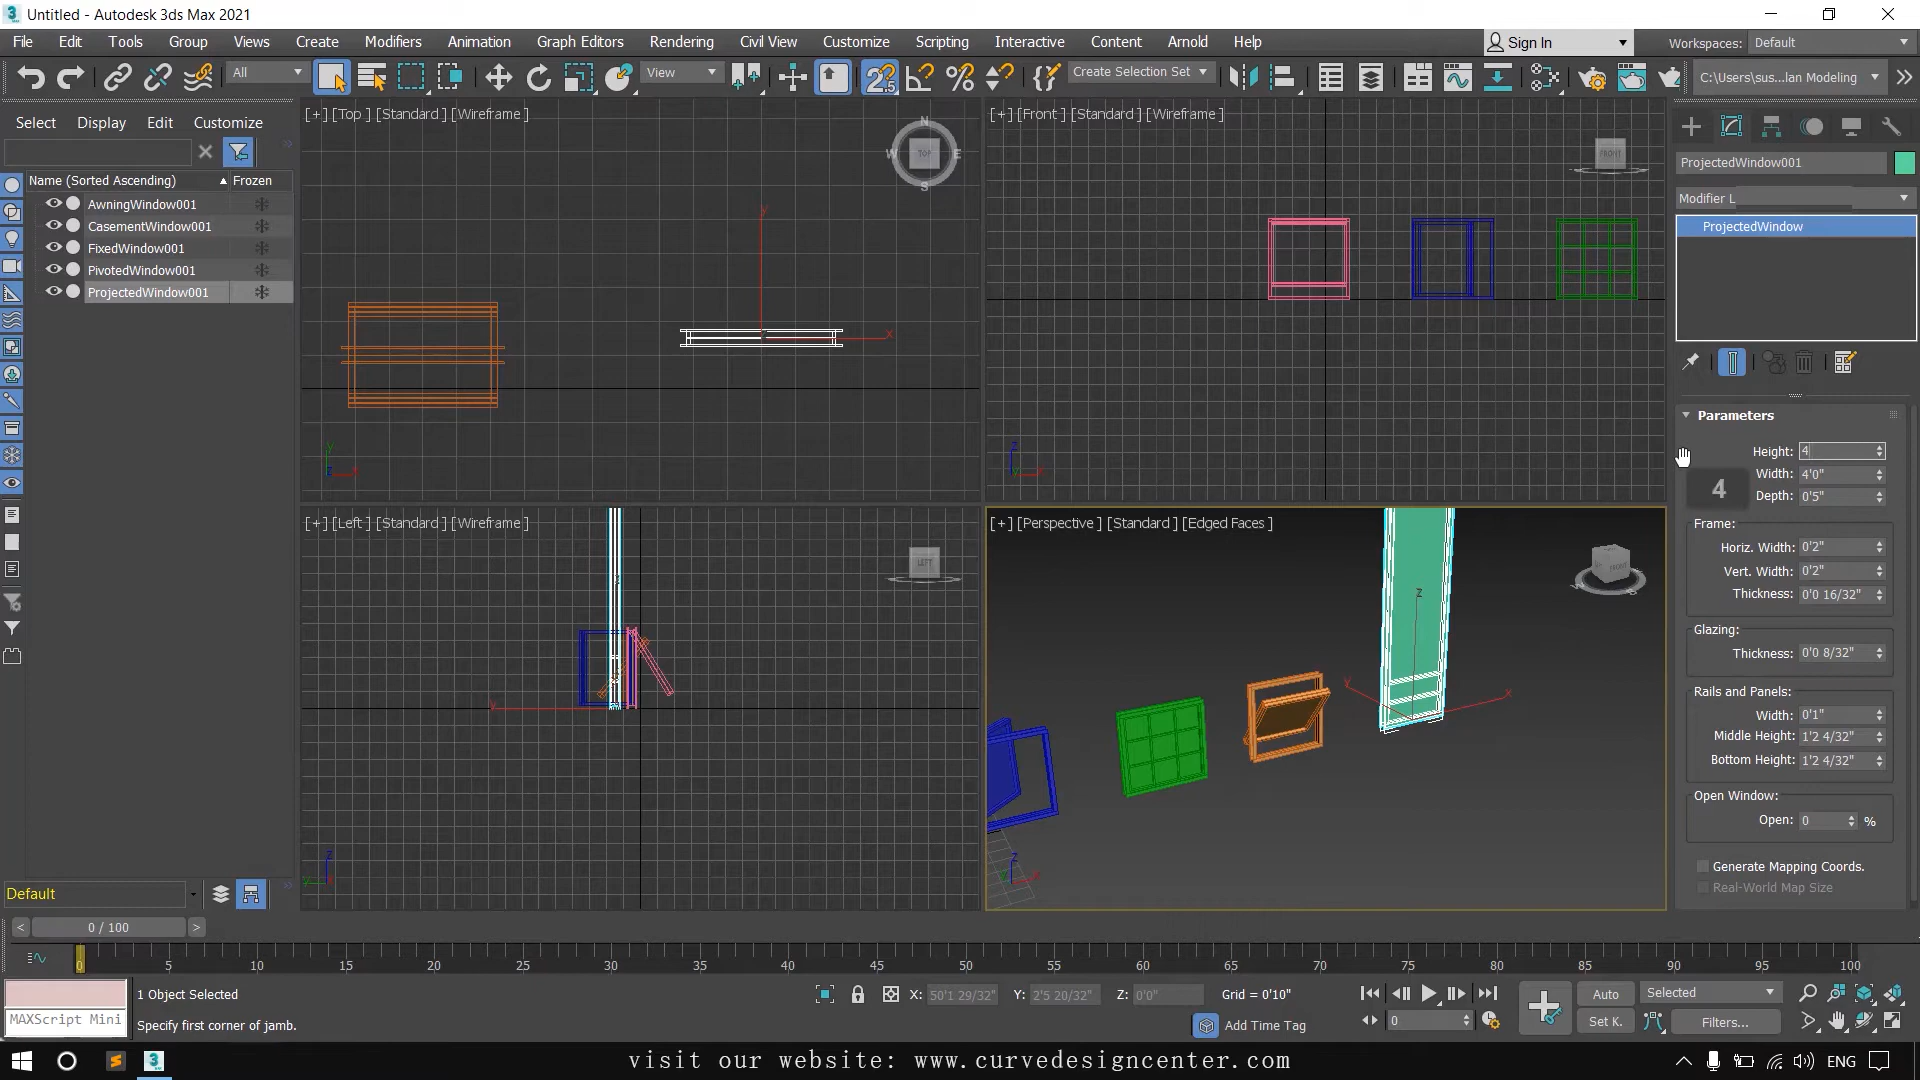 Untitled - Autodesk 3ds Max 2021
File Edit Tools Group Views Create Modifiers Animation Graph Editors Rendering Civil View Customize Scripting Interactive Content Arnold Help
Sign In
Workspaces: Default
All
View
Create Selection Set
C:\Users\sus...lan Modeling
Select Display Edit Customize
Name (Sorted Ascending) Frozen
AwningWindow001
CasementWindow001
FixedWindow001
PivotedWindow001
ProjectedWindow001
[+] [Top ] [Standard ] [Wireframe ]
N
W
E
S
TOP
y
x
y
z
x
[+] [Front ] [Standard ] [Wireframe ]
FRONT
z
x
[+] [Left ] [Standard ] [Wireframe ]
LEFT
z
y
z
y
[+] [Perspective ] [Standard ] [Edged Faces ]
FRONT
z
y
x
z
y
x
ProjectedWindow001
Modifier L
ProjectedWindow
Parameters
Height: 4
Width: 4'0"
4
Depth: 0'5"
Frame:
Horiz. Width: 0'2"
Vert. Width: 0'2"
Thickness: 0'0 16/32"
Glazing:
Thickness: 0'0 8/32"
Rails and Panels:
Width: 0'1"
Middle Height: 1'2 4/32"
Bottom Height: 1'2 4/32"
Open Window:
Open: 0 %
Generate Mapping Coords.
Real-World Map Size
Default
< 0 / 100 >
0 5 10 15 20 25 30 35 40 45 50 55 60 65 70 75 80 85 90 95 100
MAXScript Mini
1 Object Selected
Specify first corner of jamb.
X: 50'1 29/32" Y: 2'5 20/32" Z: 0'0" Grid = 0'10"
Add Time Tag
0
Auto
Selected
Set K.
Filters...
visit our website: www.curvedesigncenter.com
ENG